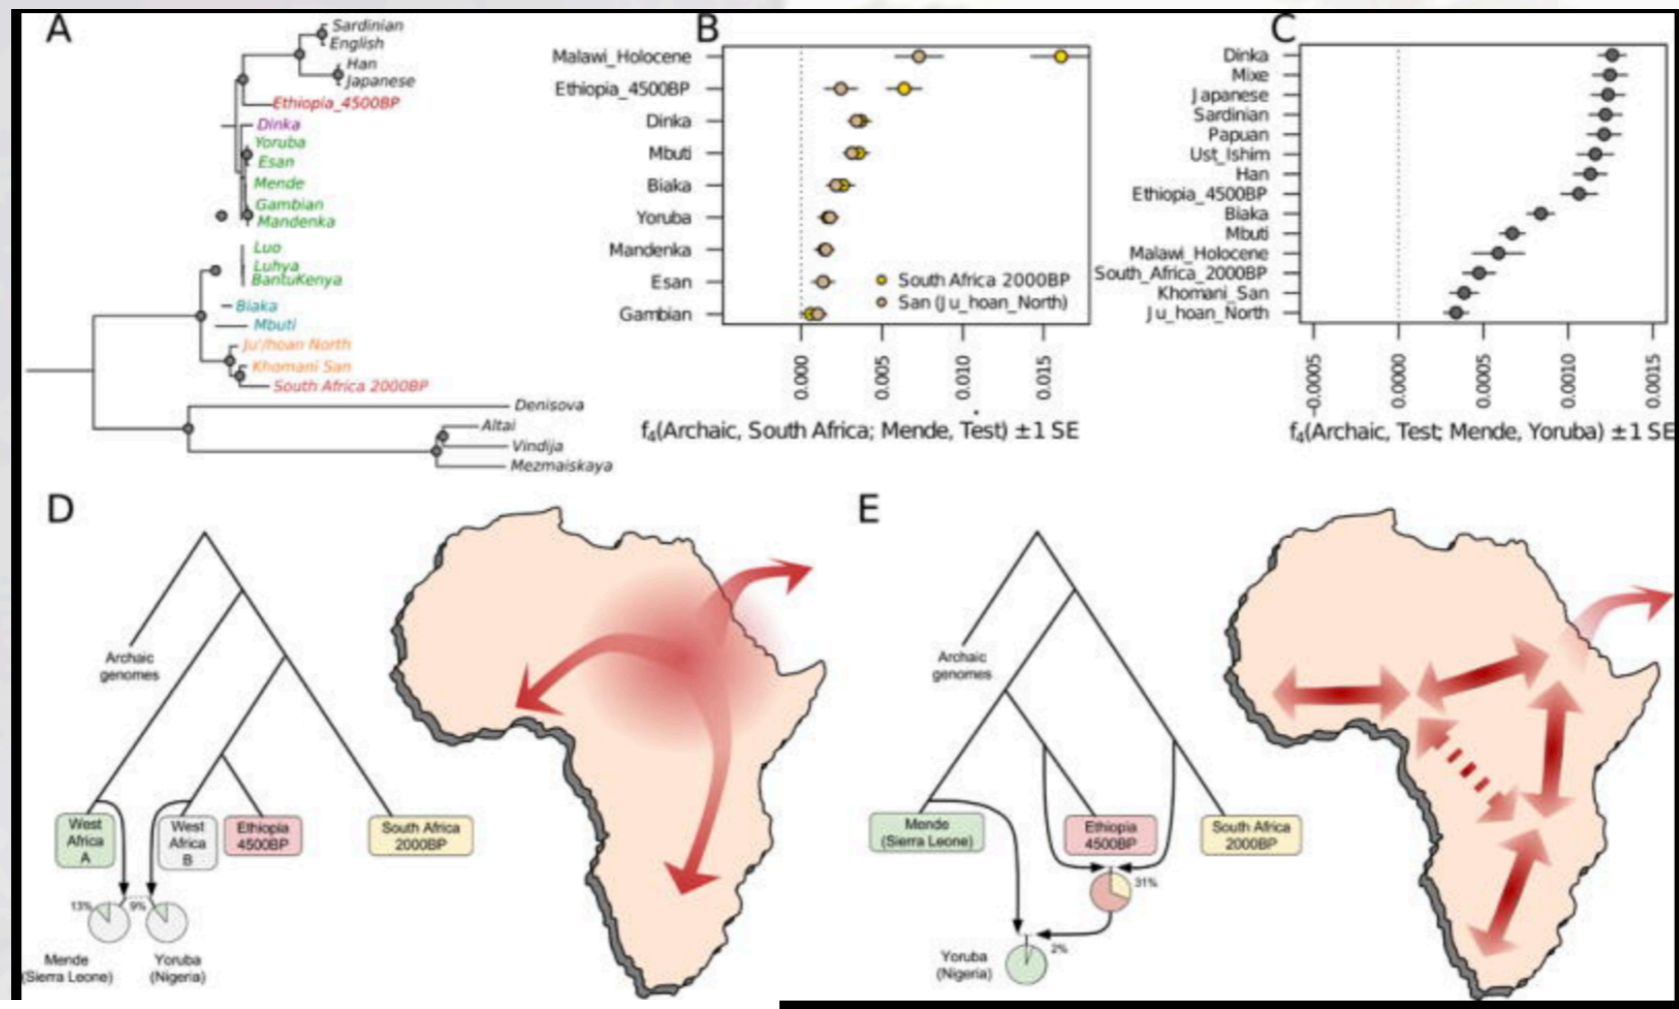 A
Sardinian
English
Han
Japanese
Ethiopia_4500BP
Dinka
Yoruba
Esan
Mende
Gambian
Mandenka
Luo
Luhya
BantuKenya
Biaka
Mbuti
Ju'/hoan North
Khomani San
South Africa 2000BP
Denisova
Altai
Vindija
Mezmaiskaya
B
Malawi_Holocene
Ethiopia_4500BP
Dinka
Mbuti
Biaka
Yoruba
Mandenka
Esan
Gambian
South Africa 2000BP
San (Ju_hoan_North)
0.000
0.005
0.010
0.015
f4(Archaic, South Africa; Mende, Test) ±1 SE
C
Dinka
Mixe
Japanese
Sardinian
Papuan
Ust_Ishim
Han
Ethiopia_4500BP
Biaka
Mbuti
Malawi_Holocene
South_Africa_2000BP
Khomani_San
Ju_hoan_North
-0.0005
0.0000
0.0005
0.0010
0.0015
f4(Archaic, Test; Mende, Yoruba) ±1 SE
D
Archaic
genomes
West
Africa
A
West
Africa
B
Ethiopia
4500BP
South Africa
2000BP
13%
9%
Mende
(Sierra Leone)
Yoruba
(Nigeria)
E
Archaic
genomes
Mende
(Sierra Leone)
Ethiopia
4500BP
South Africa
2000BP
31%
2%
Yoruba
(Nigeria)